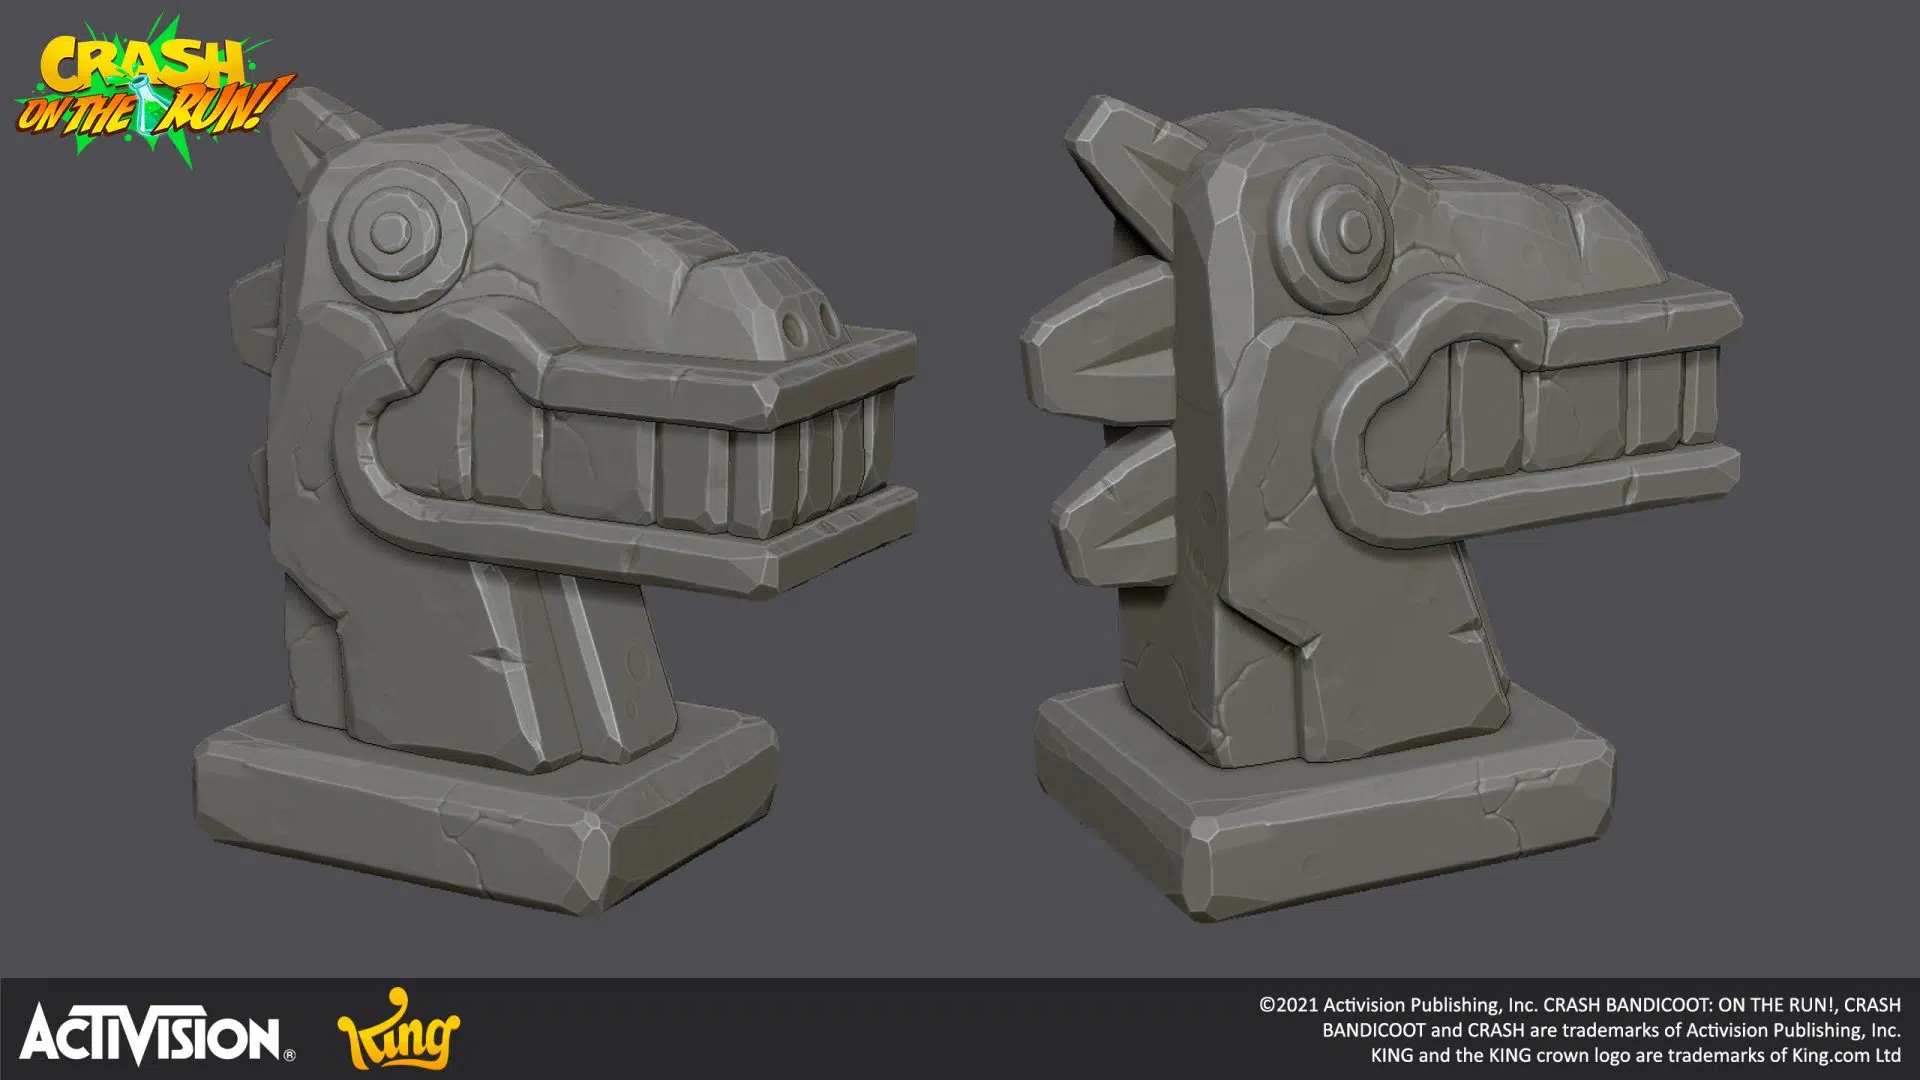 CRASH
ON THE RUN!
ACTIVISION®
King
©2021 Activision Publishing, Inc. CRASH BANDICOOT: ON THE RUN!, CRASH
BANDICOOT and CRASH are trademarks of Activision Publishing, Inc.
KING and the KING crown logo are trademarks of King.com Ltd